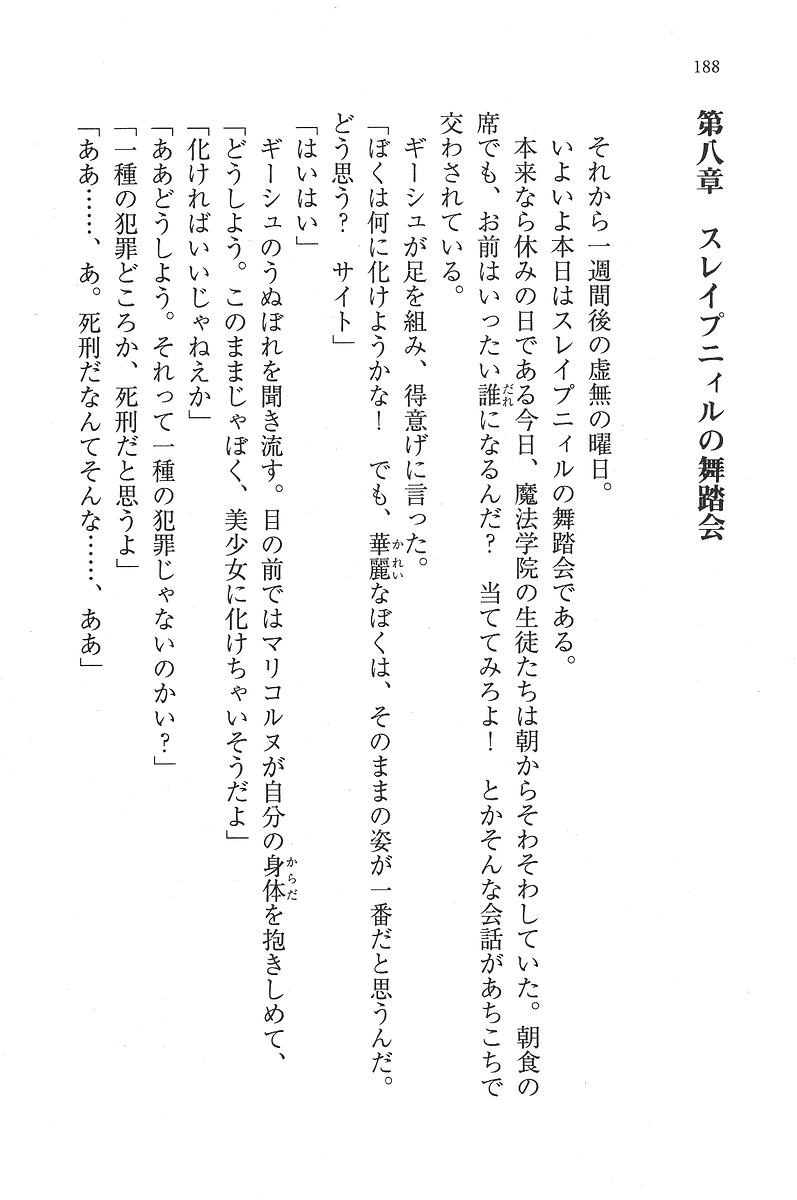 188
第八章　スレイプニィルの舞踏会
それから一週間後の虚無の曜日。
いよいよ本日はスレイプニィルの舞踏会である。
本来なら休みの日である今日、魔法学院の生徒たちは朝からそわそわしていた。朝食の
席でも、お前はいったい誰になるんだ？　当ててみろよ！　とかそんな会話があちこちで
交わされている。
ギーシュが足を組み、得意げに言った。
「ぼくは何に化けようかな！　でも、華麗なぼくは、そのままの姿が一番だと思うんだ。
どう思う？　サイト」
「はいはい」
ギーシュのうぬぼれを聞き流す。目の前ではマリコルヌが自分の身体を抱きしめて、
「どうしよう。このままじゃぼく、美少女に化けちゃいそうだよ」
「化ければいいじゃねえか」
「ああどうしよう。それって一種の犯罪じゃないのかい？」
「一種の犯罪どころか、死刑だと思うよ」
「ああ……、あ。死刑だなんてそんな……、ああ」